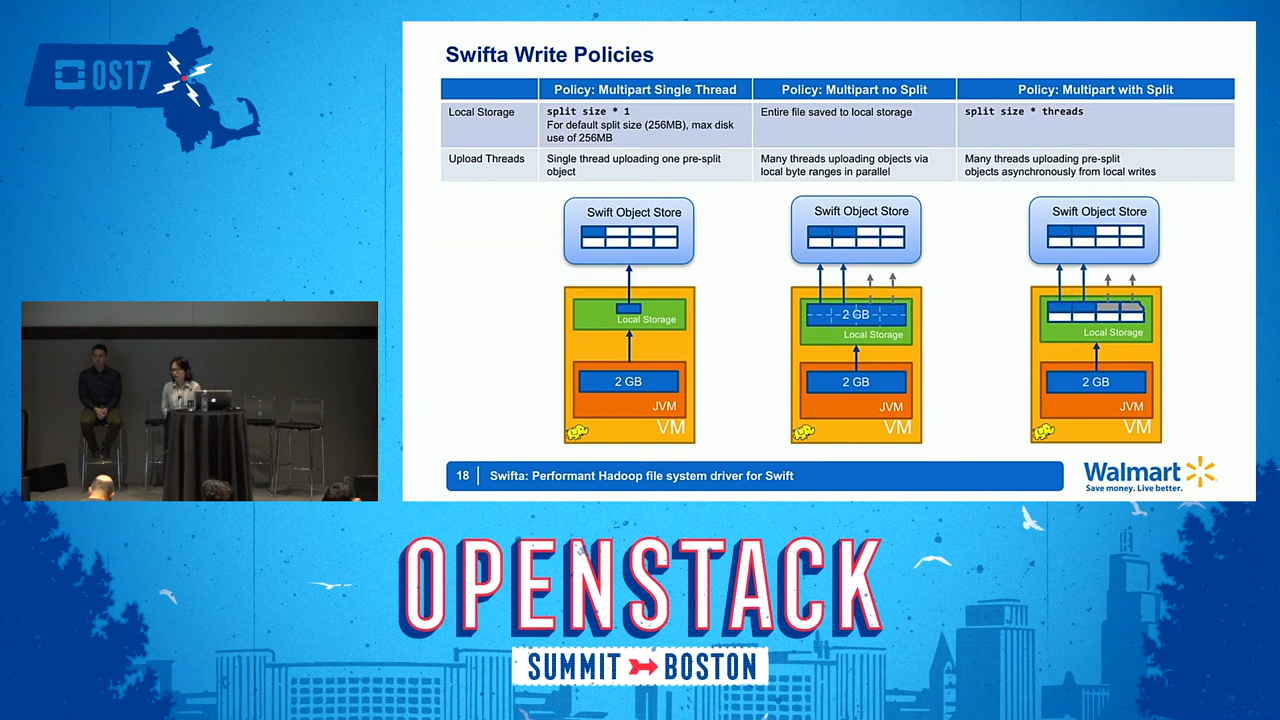 OS17
Swifta Write Policies
Policy: Multipart Single Thread
Policy: Multipart no Split
Policy: Multipart with Split
Local Storage
split size * 1
For default split size (256MB), max disk
use of 256MB
Entire file saved to local storage
split size * threads
Upload Threads
Single thread uploading one pre-split
object
Many threads uploading objects via
local byte ranges in parallel
Many threads uploading pre-split
objects asynchronously from local writes
Swift Object Store
Local Storage
2 GB
JVM
VM
Swift Object Store
2 GB
Local Storage
2 GB
JVM
VM
Swift Object Store
Local Storage
2 GB
JVM
VM
18
Swifta: Performant Hadoop file system driver for Swift
Walmart
Save money. Live better.
OPENSTACK
SUMMIT BOSTON